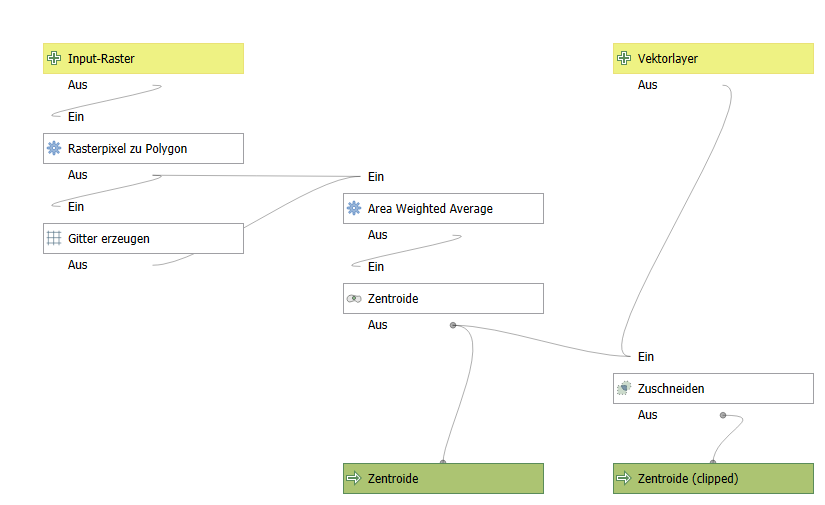 Input-Raster
Aus
Ein
Rasterpixel zu Polygon
Aus
Ein
Gitter erzeugen
Aus
Ein
Area Weighted Average
Aus
Ein
Zentroide
Aus
Zentroide
Vektorlayer
Aus
Ein
Zuschneiden
Aus
Zentroide (clipped)